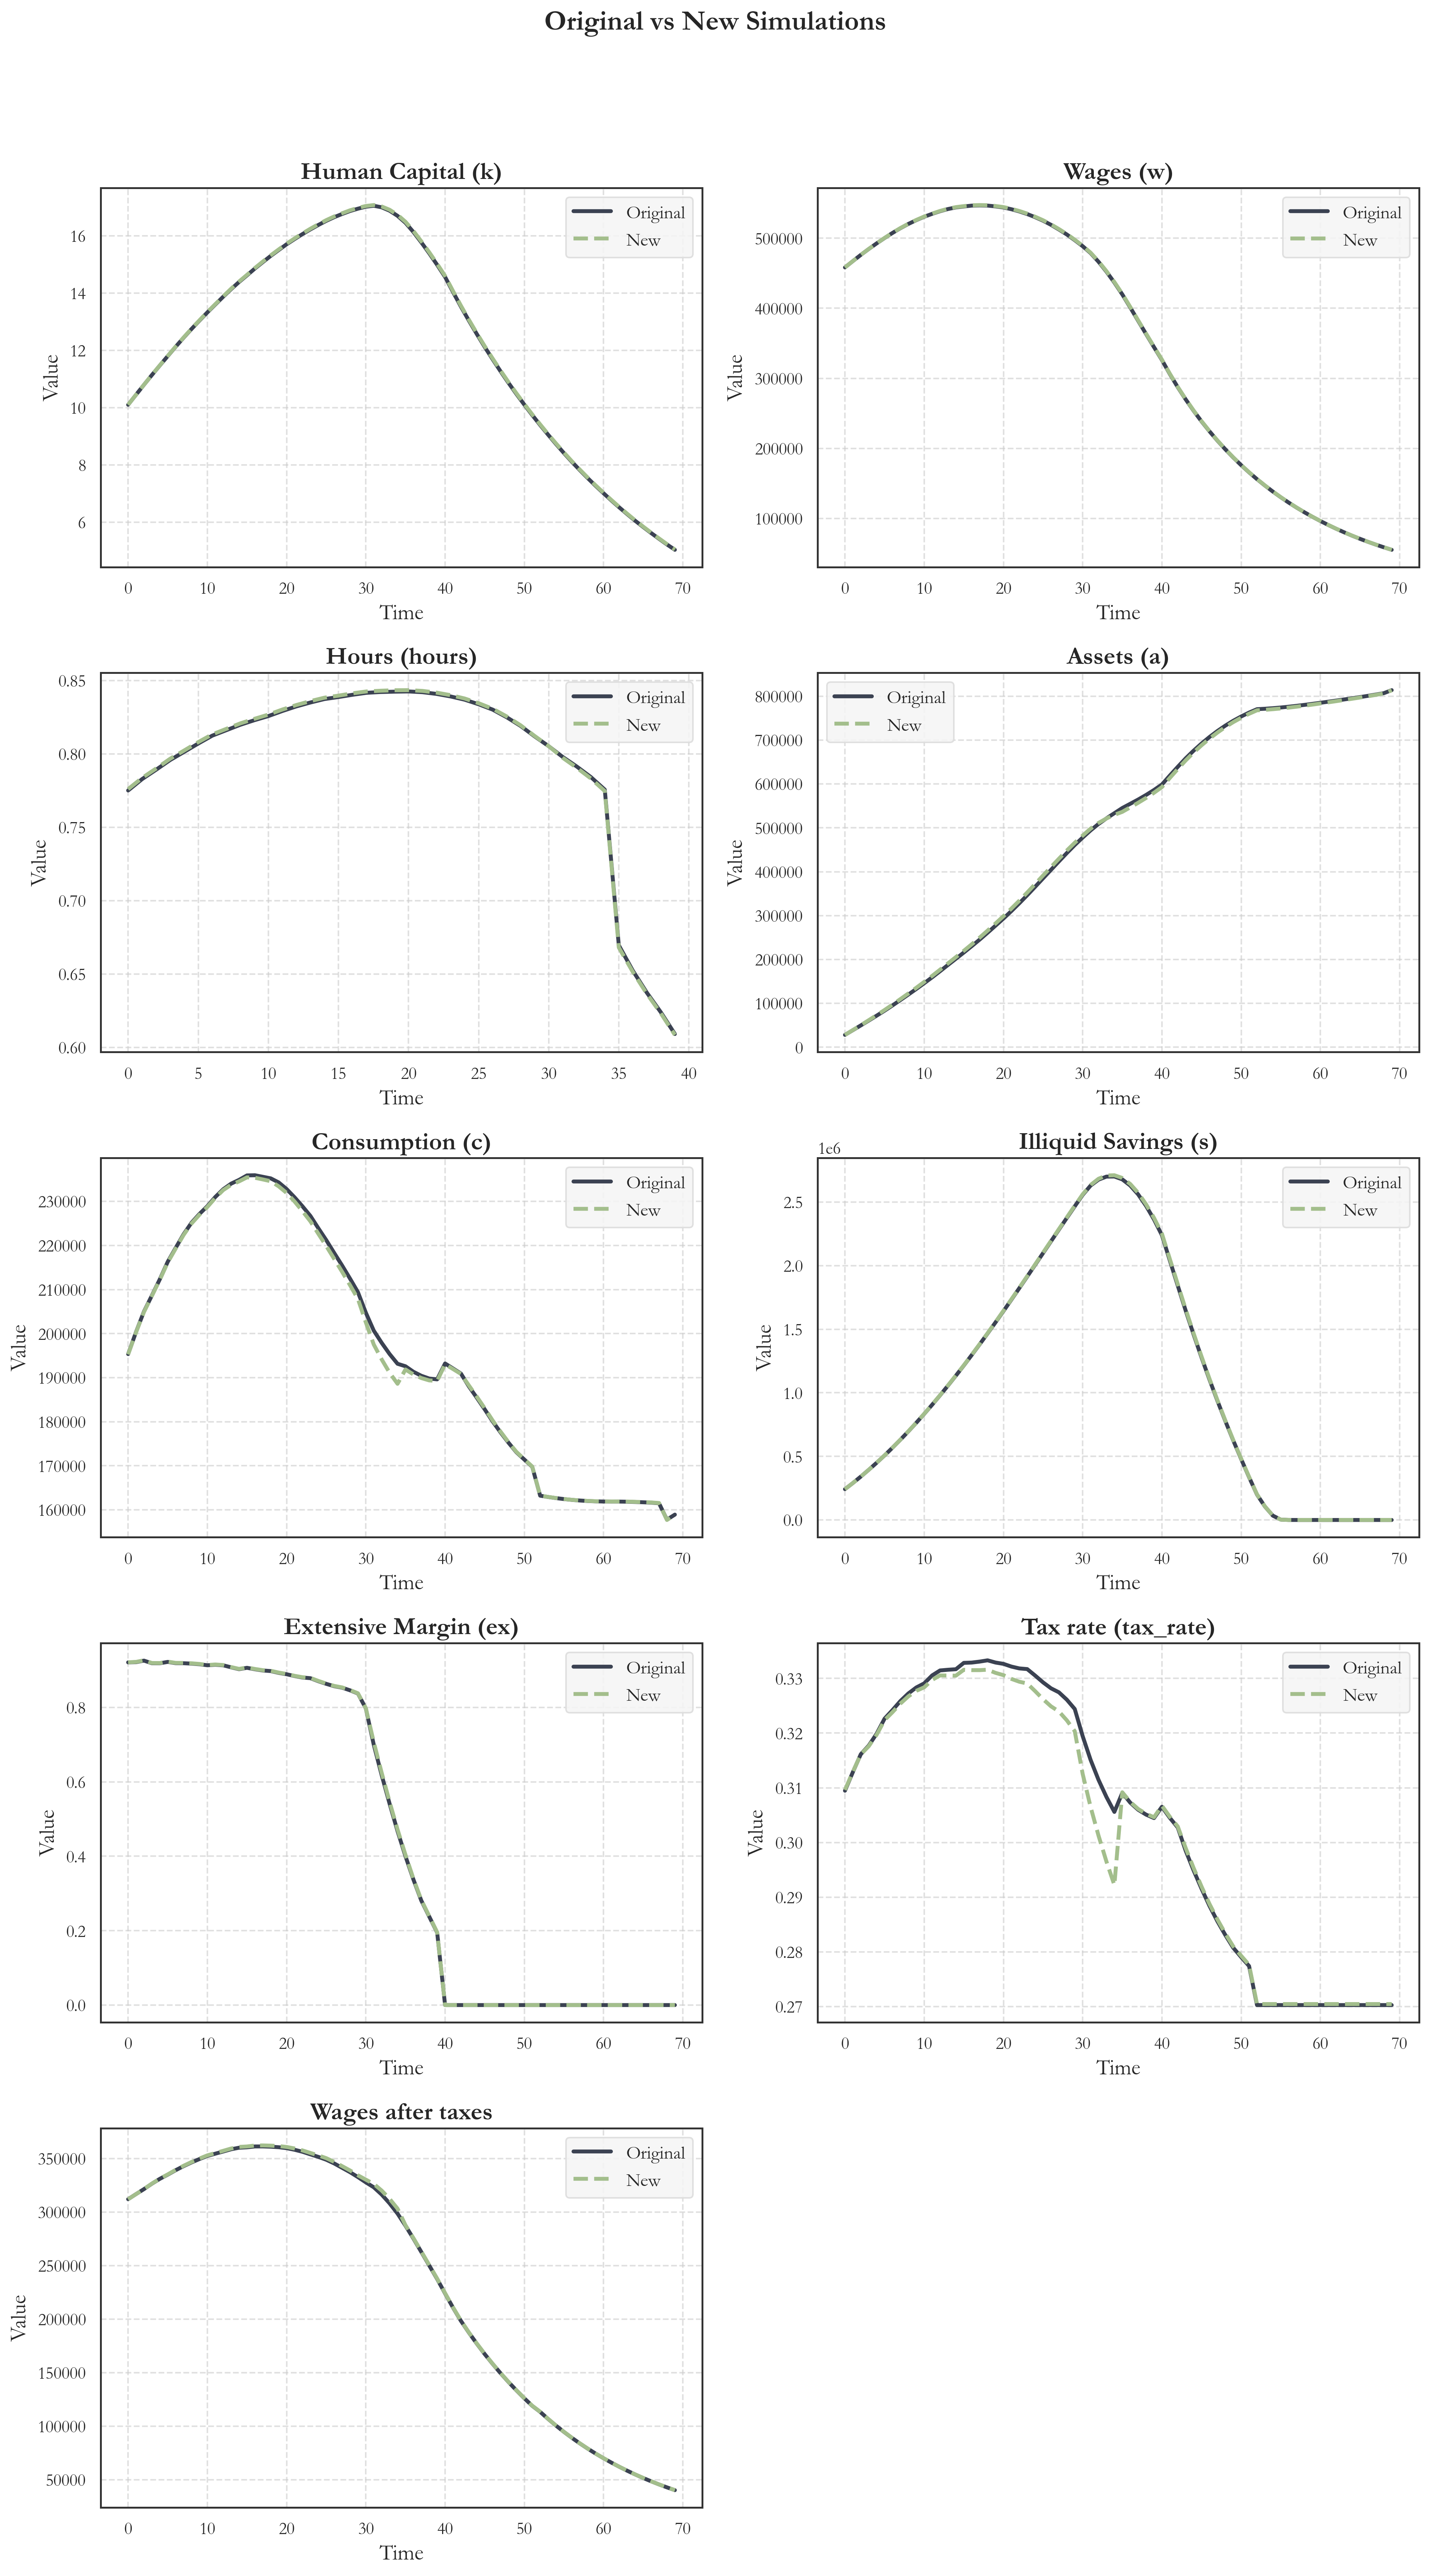 Original vs New Simulations
Human Capital (k)
Value
16
14
12
10
8
6
Original
New
0 10 20 30 40 50 60 70
Time
Wages (w)
Value
500000
400000
300000
200000
100000
Original
New
0 10 20 30 40 50 60 70
Time
Hours (hours)
Value
0.85
0.80
0.75
0.70
0.65
0.60
Original
New
0 5 10 15 20 25 30 35 40
Time
Assets (a)
Value
800000
700000
600000
500000
400000
300000
200000
100000
0
Original
New
0 10 20 30 40 50 60 70
Time
Consumption (c)
Value
230000
220000
210000
200000
190000
180000
170000
160000
Original
New
0 10 20 30 40 50 60 70
Time
Illiquid Savings (s)
1e6
Value
2.5
2.0
1.5
1.0
0.5
0.0
Original
New
0 10 20 30 40 50 60 70
Time
Extensive Margin (ex)
Value
0.8
0.6
0.4
0.2
0.0
Original
New
0 10 20 30 40 50 60 70
Time
Tax rate (tax_rate)
Value
0.33
0.32
0.31
0.30
0.29
0.28
0.27
Original
New
0 10 20 30 40 50 60 70
Time
Wages after taxes
Value
350000
300000
250000
200000
150000
100000
50000
Original
New
0 10 20 30 40 50 60 70
Time